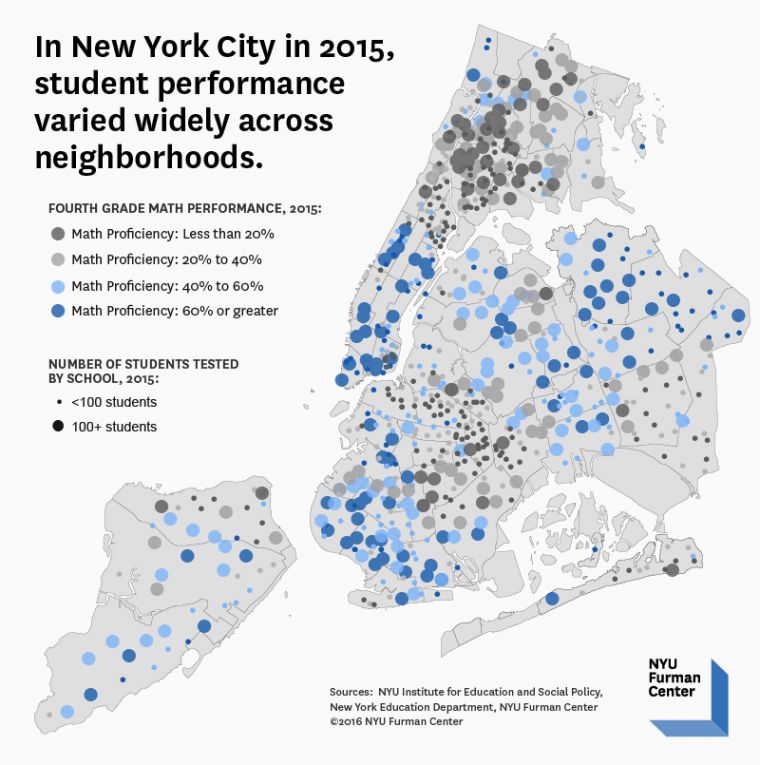 In New York City in 2015,
student performance
varied widely across
neighborhoods.
FOURTH GRADE MATH PERFORMANCE, 2015:
Math Proficiency: Less than 20%
Math Proficiency: 20% to 40%
Math Proficiency: 40% to 60%
Math Proficiency: 60% or greater
NUMBER OF STUDENTS TESTED
BY SCHOOL, 2015:
<100 students
100+ students
Sources: NYU Institute for Education and Social Policy,
New York Education Department, NYU Furman Center
©2016 NYU Furman Center
NYU
Furman
Center